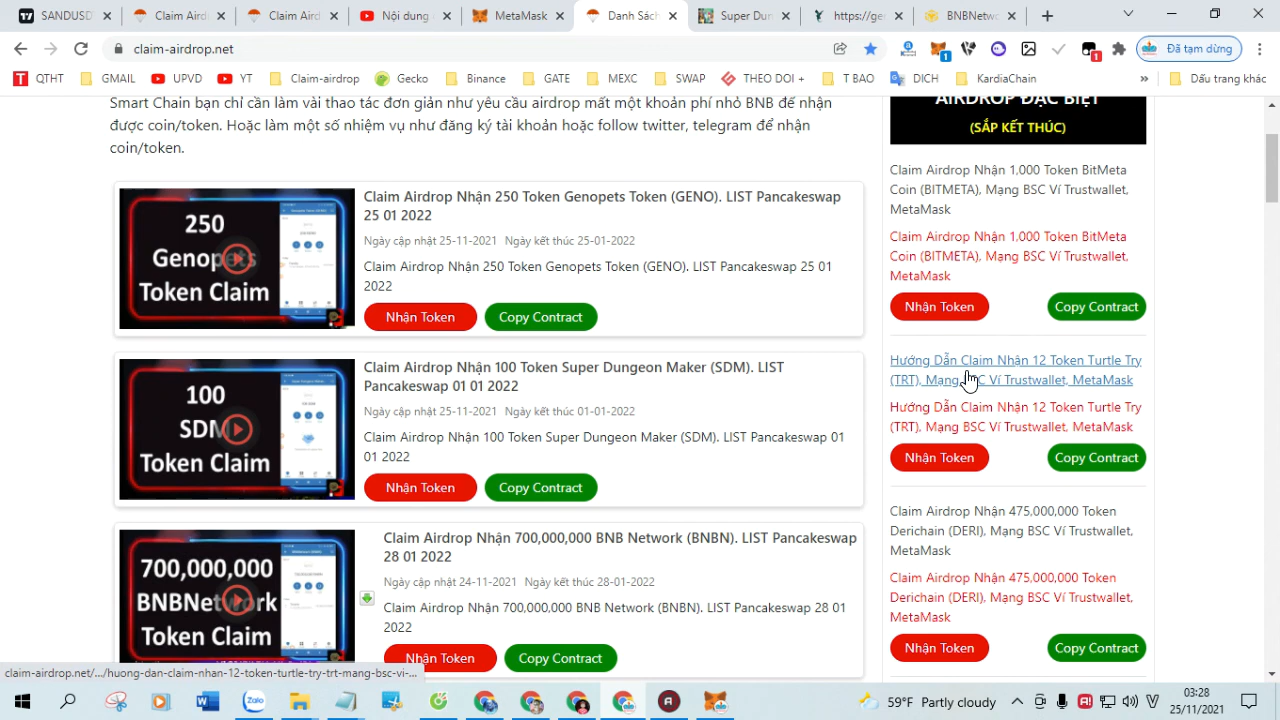 SANDUSD
Claim AirD
Claim Aird
Nội dung
MetaMask
Danh Sách
Super Dun
https://ge
BNBNetwo
claim-airdrop.net
1
1
Đã tạm dừng
QTHT
GMAIL
UPVD
YT
Claim-airdrop
Gecko
Binance
GATE
MEXC
SWAP
THEO DOI +
T BAO
DICH
KardiaChain
»
Dấu trang khác
Smart Chain bạn chỉ cần làm vài thao tác đơn giản như yêu cầu airdrop mất một khoản phí nhỏ BNB để nhận
được coin/token. Hoặc làm một số nhiệm vụ như đăng ký tài khoản hoặc follow twitter, telegram để nhận
coin/token.
250
Genopets
Token Claim
Claim Airdrop Nhận 250 Token Genopets Token (GENO). LIST Pancakeswap
25 01 2022
Ngày cập nhật 25-11-2021 Ngày kết thúc 25-01-2022
Claim Airdrop Nhận 250 Token Genopets Token (GENO). LIST Pancakeswap 25 01
2022
Nhận Token
Copy Contract
100
SDM
Token Claim
Claim Airdrop Nhận 100 Token Super Dungeon Maker (SDM). LIST
Pancakeswap 01 01 2022
Ngày cập nhật 25-11-2021 Ngày kết thúc 01-01-2022
Claim Airdrop Nhận 100 Token Super Dungeon Maker (SDM). LIST Pancakeswap 01
01 2022
Nhận Token
Copy Contract
700,000,000
BNBNetwork
Token Claim
Claim Airdrop Nhận 700,000,000 BNB Network (BNBN). LIST Pancakeswap
28 01 2022
Ngày cập nhật 24-11-2021 Ngày kết thúc 28-01-2022
Claim Airdrop Nhận 700,000,000 BNB Network (BNBN). LIST Pancakeswap 28 01
2022
Nhận Token
Copy Contract
AIRDROP ĐẶC BIỆT
(SẮP KẾT THÚC)
Claim Airdrop Nhận 1,000 Token BitMeta
Coin (BITMETA), Mạng BSC Ví Trustwallet,
MetaMask
Claim Airdrop Nhận 1,000 Token BitMeta
Coin (BITMETA), Mạng BSC Ví Trustwallet,
MetaMask
Nhận Token
Copy Contract
Hướng Dẫn Claim Nhận 12 Token Turtle Try
(TRT), Mạng BSC Ví Trustwallet, MetaMask
Hướng Dẫn Claim Nhận 12 Token Turtle Try
(TRT), Mạng BSC Ví Trustwallet, MetaMask
Nhận Token
Copy Contract
Claim Airdrop Nhận 475,000,000 Token
Derichain (DERI), Mạng BSC Ví Trustwallet,
MetaMask
Claim Airdrop Nhận 475,000,000 Token
Derichain (DERI), Mạng BSC Ví Trustwallet,
MetaMask
Nhận Token
Copy Contract
claim-airdrop.net/.../huong-dan-claim-nhan-12-token-turtle-try-trt-mang-bsc-vi-...
Zalo
59°F Partly cloudy
03:28
25/11/2021